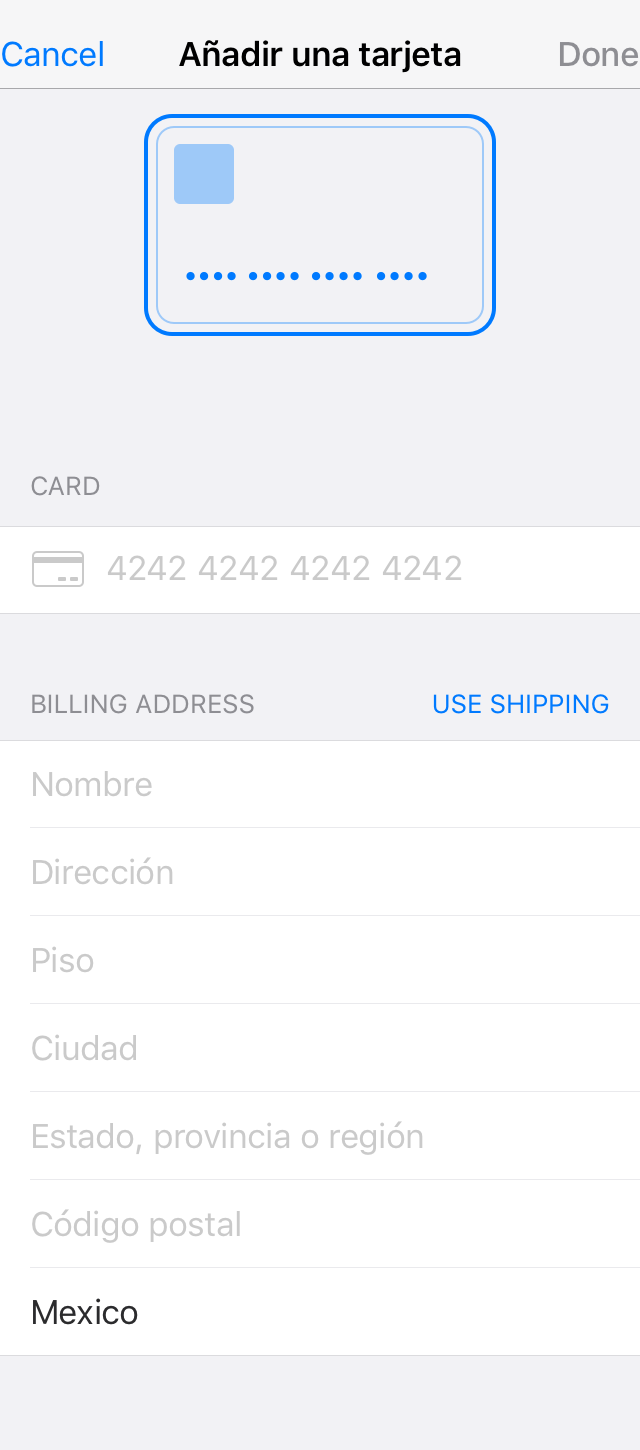 Cancel Añadir una tarjeta Done
•••• •••• •••• ••••
CARD
4242 4242 4242 4242
BILLING ADDRESS USE SHIPPING
Nombre
Dirección
Piso
Ciudad
Estado, provincia o región
Código postal
Mexico